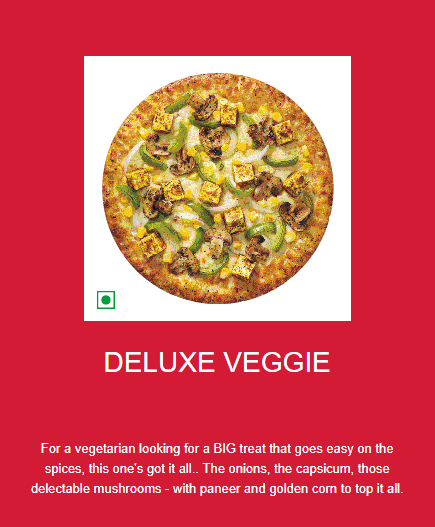 DELUXE VEGGIE
For a vegetarian looking for a BIG treat that goes easy on the
spices, this one's got it all.. The onions, the capsicum, those
delectable mushrooms - with paneer and golden corn to top it all.